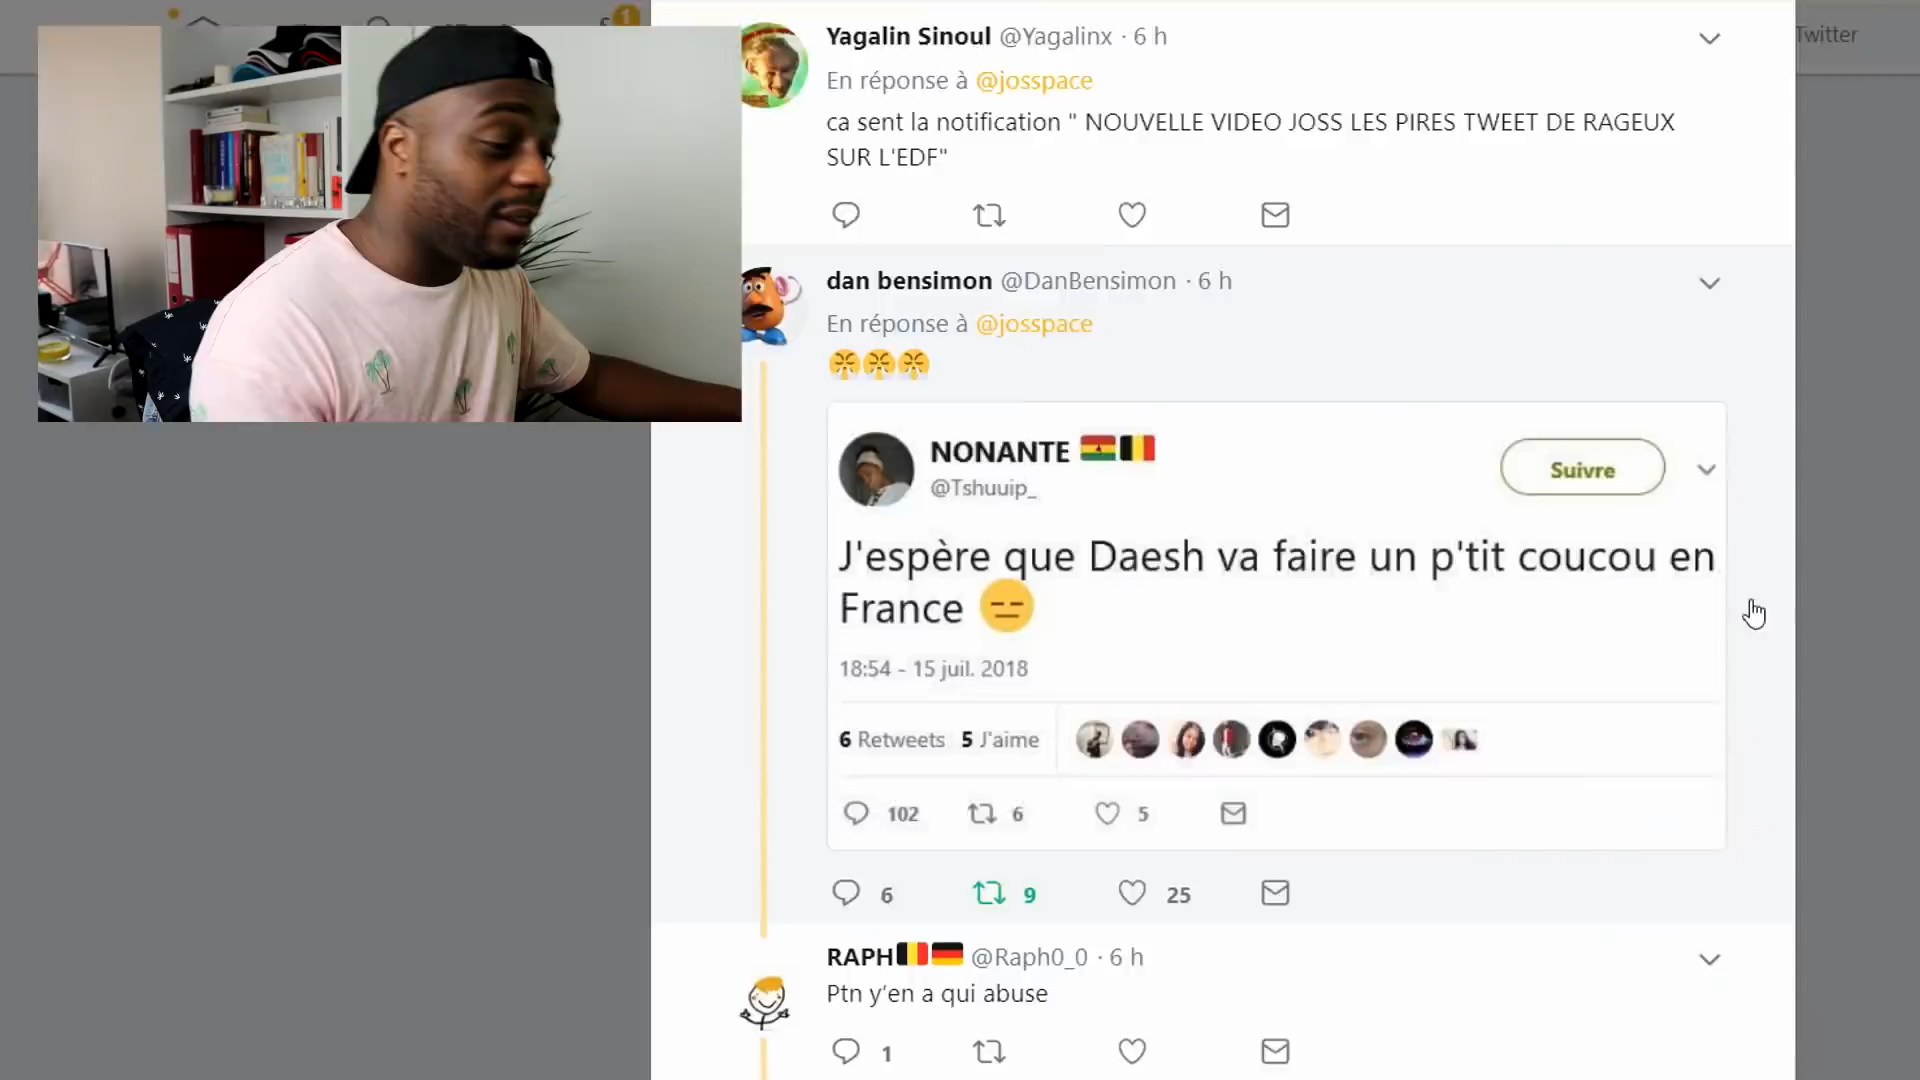 Twitter
1
Yagalin Sinoul @Yagalinx · 6 h
En réponse à @josspace
ca sent la notification " NOUVELLE VIDEO JOSS LES PIRES TWEET DE RAGEUX
SUR L'EDF"
dan bensimon @DanBensimon · 6 h
En réponse à @josspace
😤😤😤
NONANTE 🇬🇭🇧🇪
@Tshuuip_
Suivre
J'espère que Daesh va faire un p'tit coucou en
France 😑
18:54 - 15 juil. 2018
6 Retweets 5 J'aime
102 6 5
6 9 25
RAPH🇧🇪🇩🇪 @Raph0_0 · 6 h
Ptn y'en a qui abuse
1